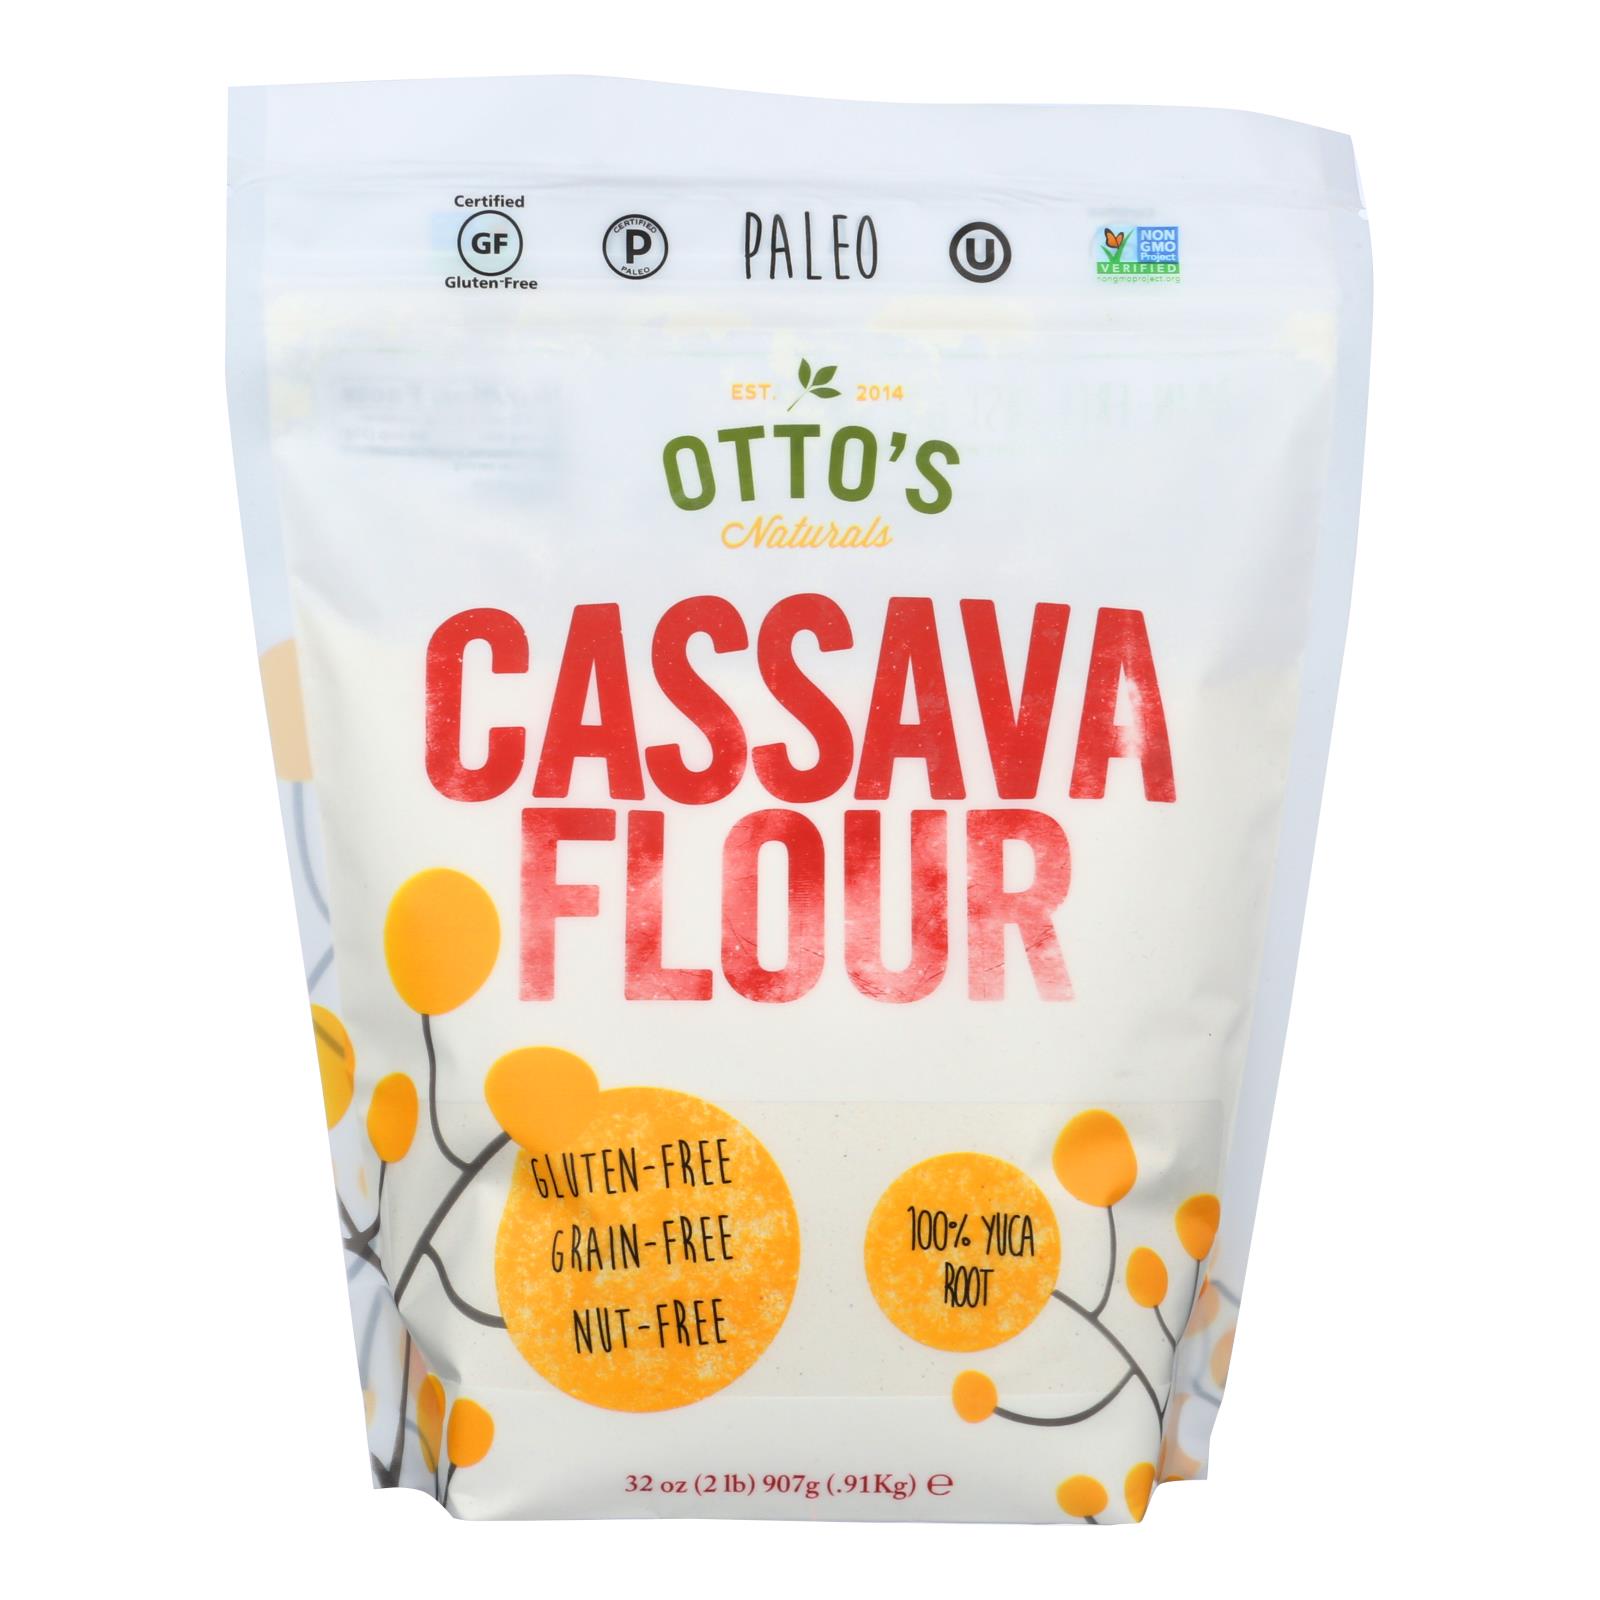 Certified
GF
Gluten-Free
CERTIFIED
P
PALEO
PALEO
U
NON
GMO
Project
VERIFIED
nongmoproject.org
EST. 2014
OTTO'S
Naturals
CASSAVA
FLOUR
GLUTEN-FREE
GRAIN-FREE
NUT-FREE
100% YUCA
ROOT
32 oz (2 lb) 907g (.91Kg) ℮